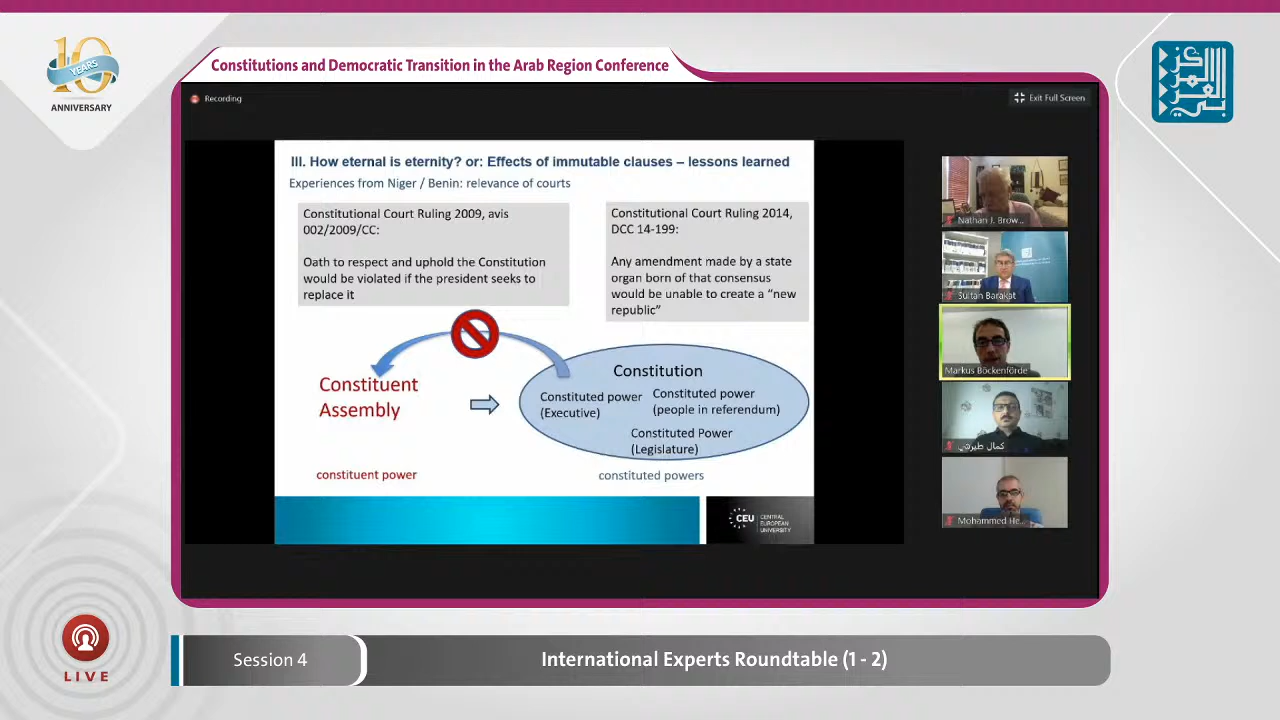 10
YEARS
ANNIVERSARY
Constitutions and Democratic Transition in the Arab Region Conference
المركز
العربي
Recording
Exit Full Screen
III. How eternal is eternity? or: Effects of immutable clauses – lessons learned
Experiences from Niger / Benin: relevance of courts
Constitutional Court Ruling 2009, avis
002/2009/CC:
Oath to respect and uphold the Constitution
would be violated if the president seeks to
replace it
Constitutional Court Ruling 2014,
DCC 14-199:
Any amendment made by a state
organ born of that consensus
would be unable to create a “new
republic”
Constituent
Assembly
Constitution
Constituted power
(Executive)
Constituted power
(people in referendum)
Constituted Power
(Legislature)
constituent power
constituted powers
CEU
CENTRAL
EUROPEAN
UNIVERSITY
Nathan J. Brow...
Sultan Barakat
Markus Böckenförde
كمال طيرشي
Mohammed He...
LIVE
Session 4
International Experts Roundtable (1 - 2)